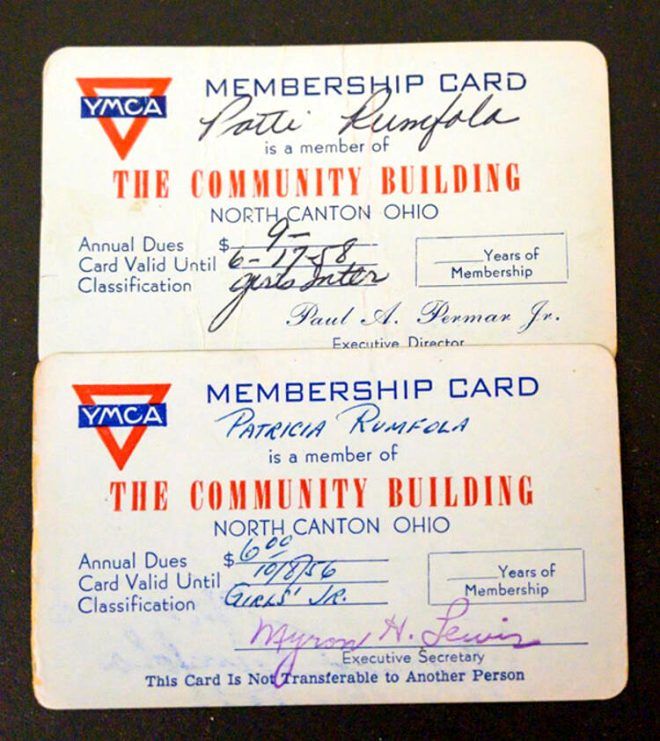 YMCA
MEMBERSHIP CARD
Patti Rumfola
is a member of
THE COMMUNITY BUILDING
NORTH CANTON OHIO
Annual Dues $ 9-
Card Valid Until 6-17-58
Classification girls Inter
____Years of
Membership
Paul A. Permar Jr.
Executive Director
YMCA
MEMBERSHIP CARD
PATRICIA RUMFOLA
is a member of
THE COMMUNITY BUILDING
NORTH CANTON OHIO
Annual Dues $ 6 00
Card Valid Until 10/8/56
Classification GIRLS' JR.
____Years of
Membership
Myron H. Lewis
Executive Secretary
This Card Is Not Transferable to Another Person